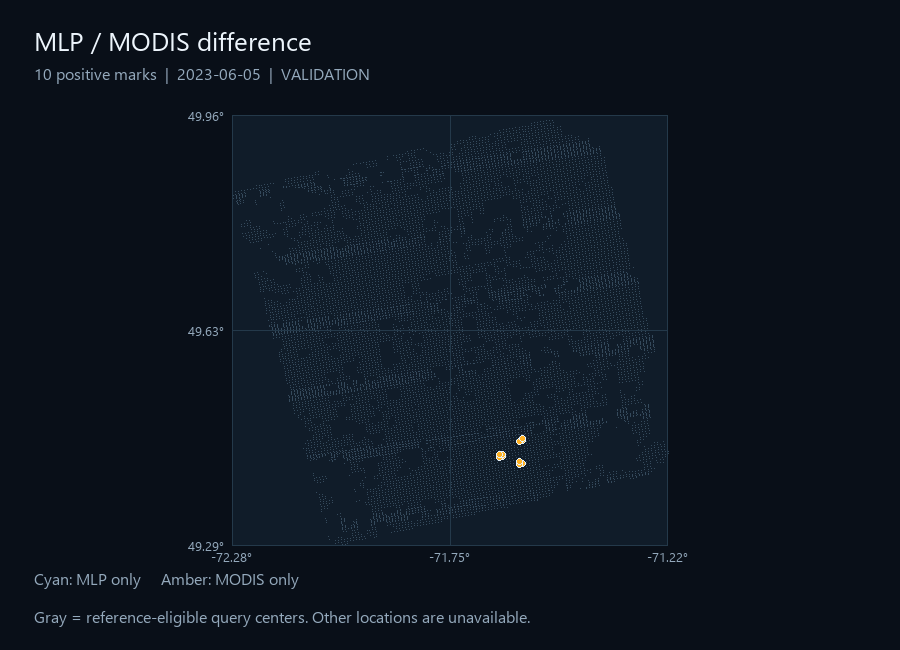 MLP / MODIS difference
10 positive marks | 2023-06-05 | VALIDATION
49.96°
49.63°
49.29°
-72.28° -71.75° -71.22°
Cyan: MLP only Amber: MODIS only
Gray = reference-eligible query centers. Other locations are unavailable.